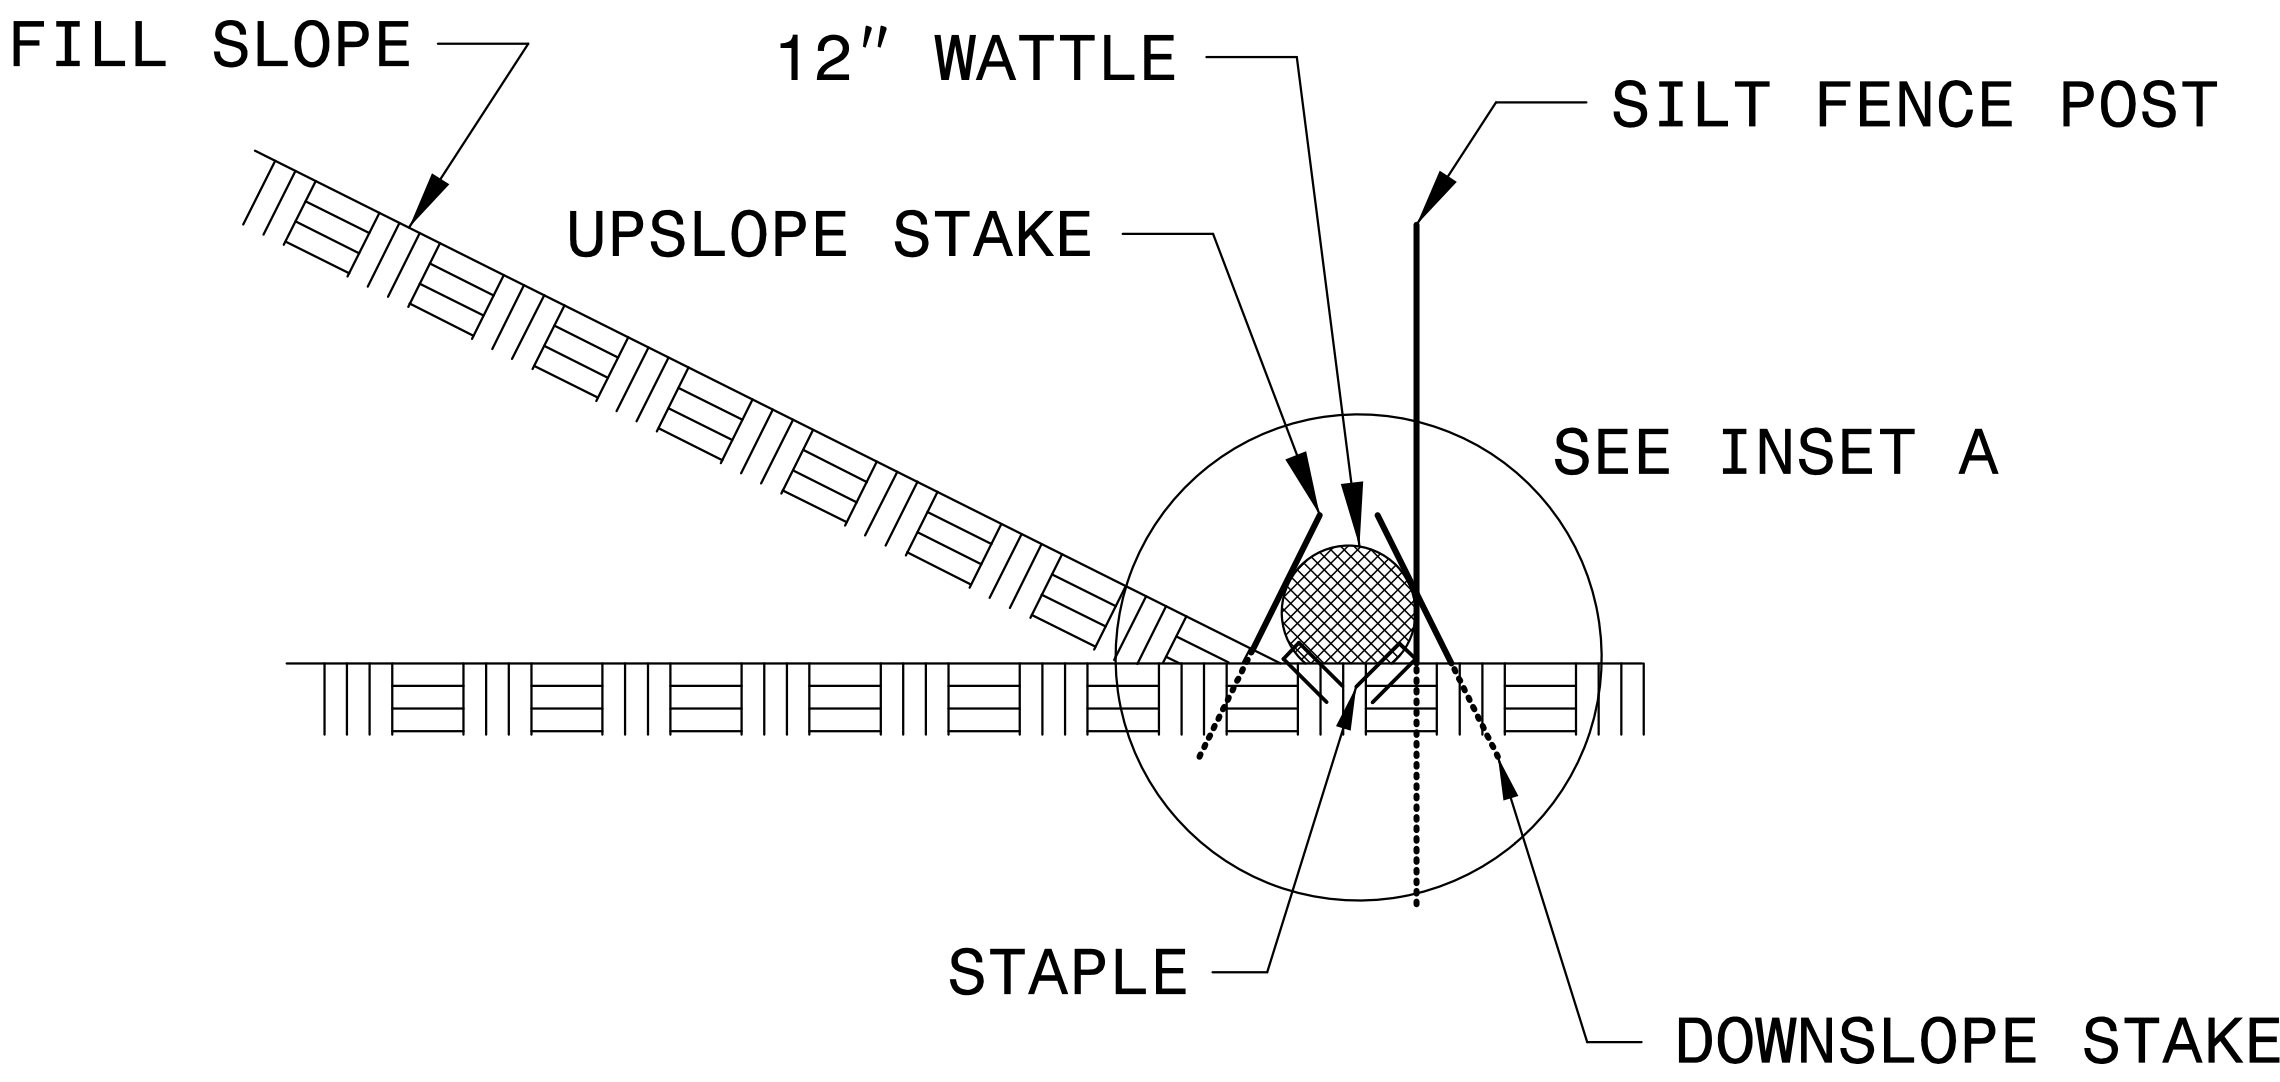 FILL SLOPE
12" WATTLE
SILT FENCE POST
UPSLOPE STAKE
SEE INSET A
STAPLE
DOWNSLOPE STAKE